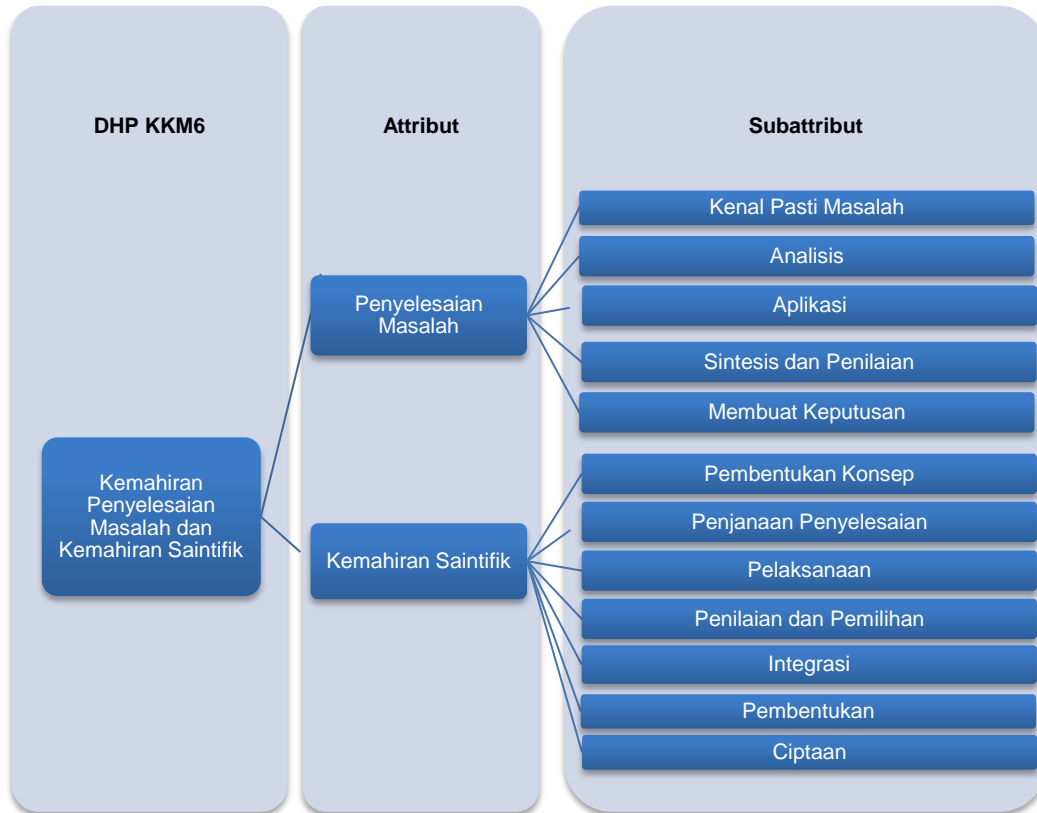 DHP KKM6
Attribut
Subattribut
Kenal Pasti Masalah
Analisis
Aplikasi
Sintesis dan Penilaian
Membuat Keputusan
Penyelesaian
Masalah
Kemahiran
Penyelesaian
Masalah dan
Kemahiran Saintifik
Kemahiran Saintifik
Pembentukan Konsep
Penjanaan Penyelesaian
Pelaksanaan
Penilaian dan Pemilihan
Integrasi
Pembentukan
Ciptaan